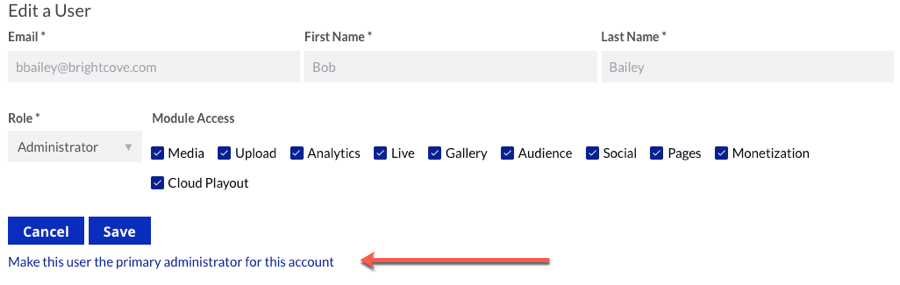 Edit a User
Email * First Name * Last Name *
bbailey@brightcove.com Bob Bailey
Role * Module Access
Administrator
Media Upload Analytics Live Gallery Audience Social Pages Monetization
Cloud Playout
Cancel Save
Make this user the primary administrator for this account